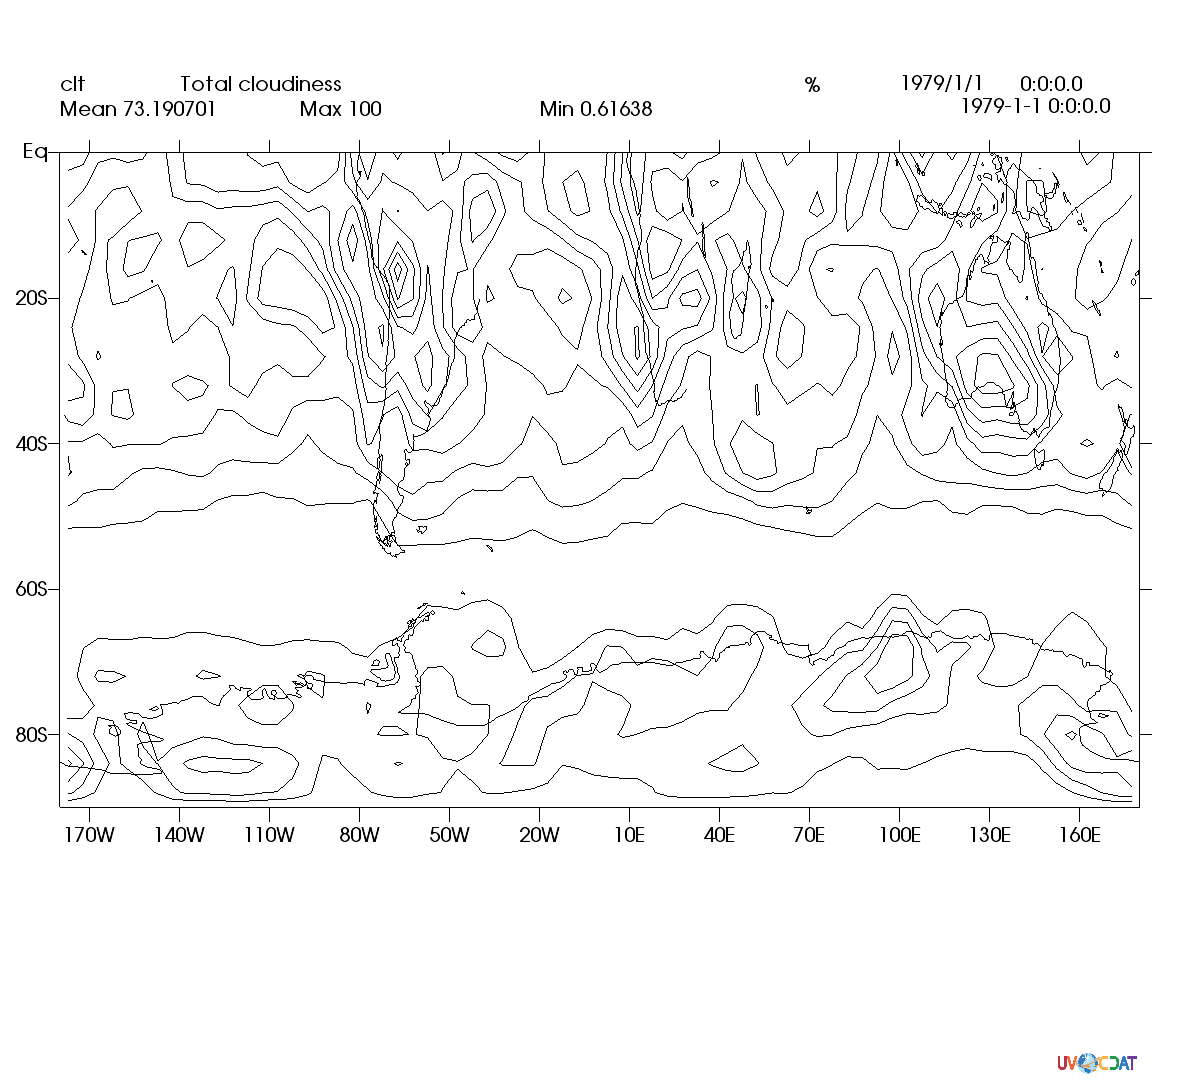 clt Total cloudiness % 1979/1/1 0:0:0.0
Mean 73.190701 Max 100 Min 0.61638 1979-1-1 0:0:0.0
Eq
20S
40S
60S
80S
170W 140W 110W 80W 50W 20W 10E 40E 70E 100E 130E 160E
UV CDAT